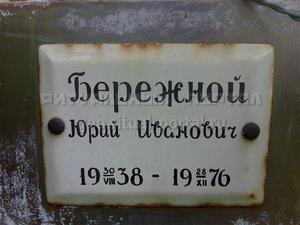 Бережной
Юрий Иванович
19 30/VIII 38 - 19 28/XII 76